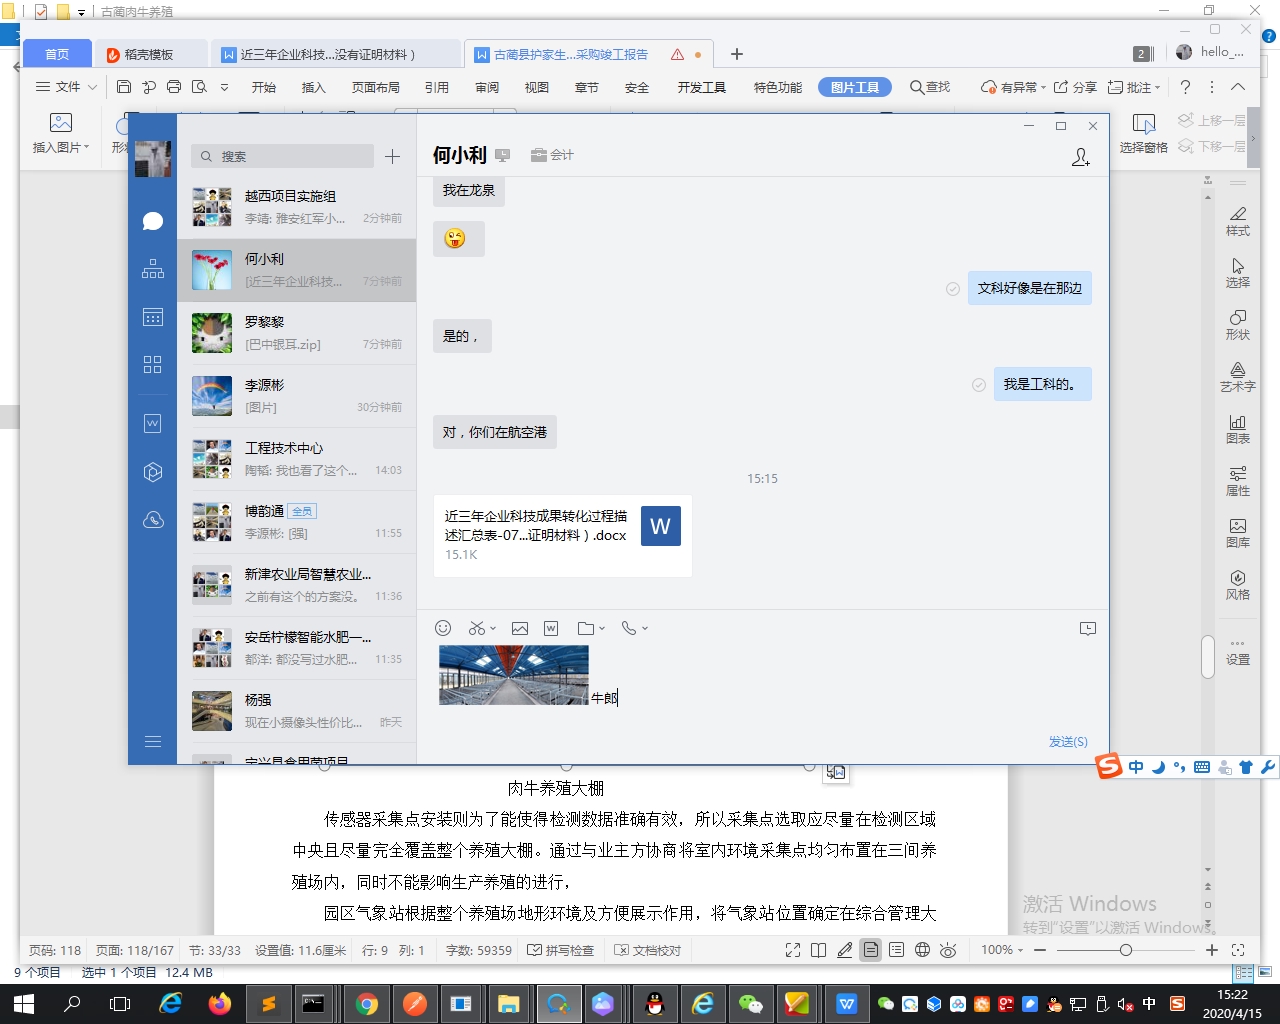 古蔺肉牛养殖
首页
稻壳模板
近三年企业科技...没有证明材料）
古蔺县护家生...采购竣工报告
2
hello_...
文件
开始
插入
页面布局
引用
审阅
视图
章节
安全
开发工具
特色功能
图片工具
查找
有异常
分享
批注
插入图片
选择窗格
上移一层
下移一层
搜索
越西项目实施组
李靖: 雅安红军小...
2分钟前
何小利
[近三年企业科技...
7分钟前
罗黎黎
[巴中银耳.zip]
7分钟前
李源彬
[图片]
30分钟前
工程技术中心
陶韬: 我也看了这个...
14:03
博韵通 全员
李源彬: [强]
11:55
新津农业局智慧农业...
之前有这个的方案没。
11:36
安岳柠檬智能水肥一...
都洋: 都没写过水肥...
11:35
杨强
现在小摄像头性价比...
昨天
何小利
会计
我在龙泉
文科好像是在那边
是的，
我是工科的。
对，你们在航空港
15:15
近三年企业科技成果转化过程描
述汇总表-07...证明材料）.docx
15.1K
W
牛郎
发送(S)
样式
选择
形状
艺术字
图表
属性
图库
风格
设置
中
肉牛养殖大棚
传感器采集点安装则为了能使得检测数据准确有效，所以采集点选取应尽量在检测区域
中央且尽量完全覆盖整个养殖大棚。通过与业主方协商将室内环境采集点均匀布置在三间养
殖场内，同时不能影响生产养殖的进行，
园区气象站根据整个养殖场地形环境及方便展示作用，将气象站位置确定在综合管理大
激活 Windows
转到"设置"以激活 Windows。
页码: 118
页面: 118/167
节: 33/33
设置值: 11.6厘米
行: 9
列: 1
字数: 59359
拼写检查
文档校对
100%
9 个项目
选中 1 个项目 12.4 MB
中
15:22
2020/4/15